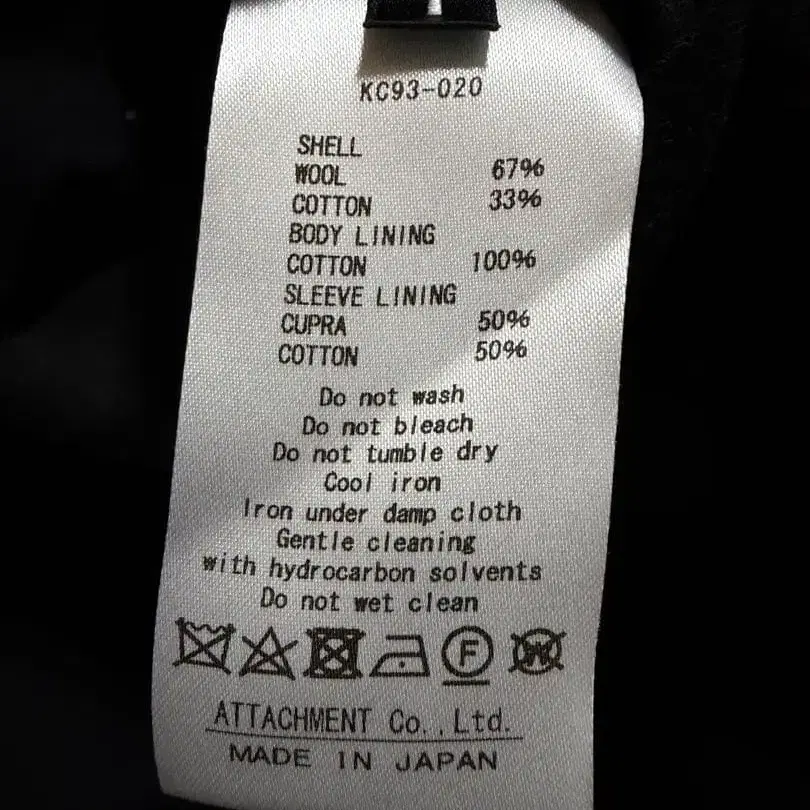 KC93-020
SHELL
WOOL 67%
COTTON 33%
BODY LINING
COTTON 100%
SLEEVE LINING
CUPRA 50%
COTTON 50%
Do not wash
Do not bleach
Do not tumble dry
Cool iron
Iron under damp cloth
Gentle cleaning
with hydrocarbon solvents
Do not wet clean
F W
ATTACHMENT Co.,Ltd.
MADE IN JAPAN